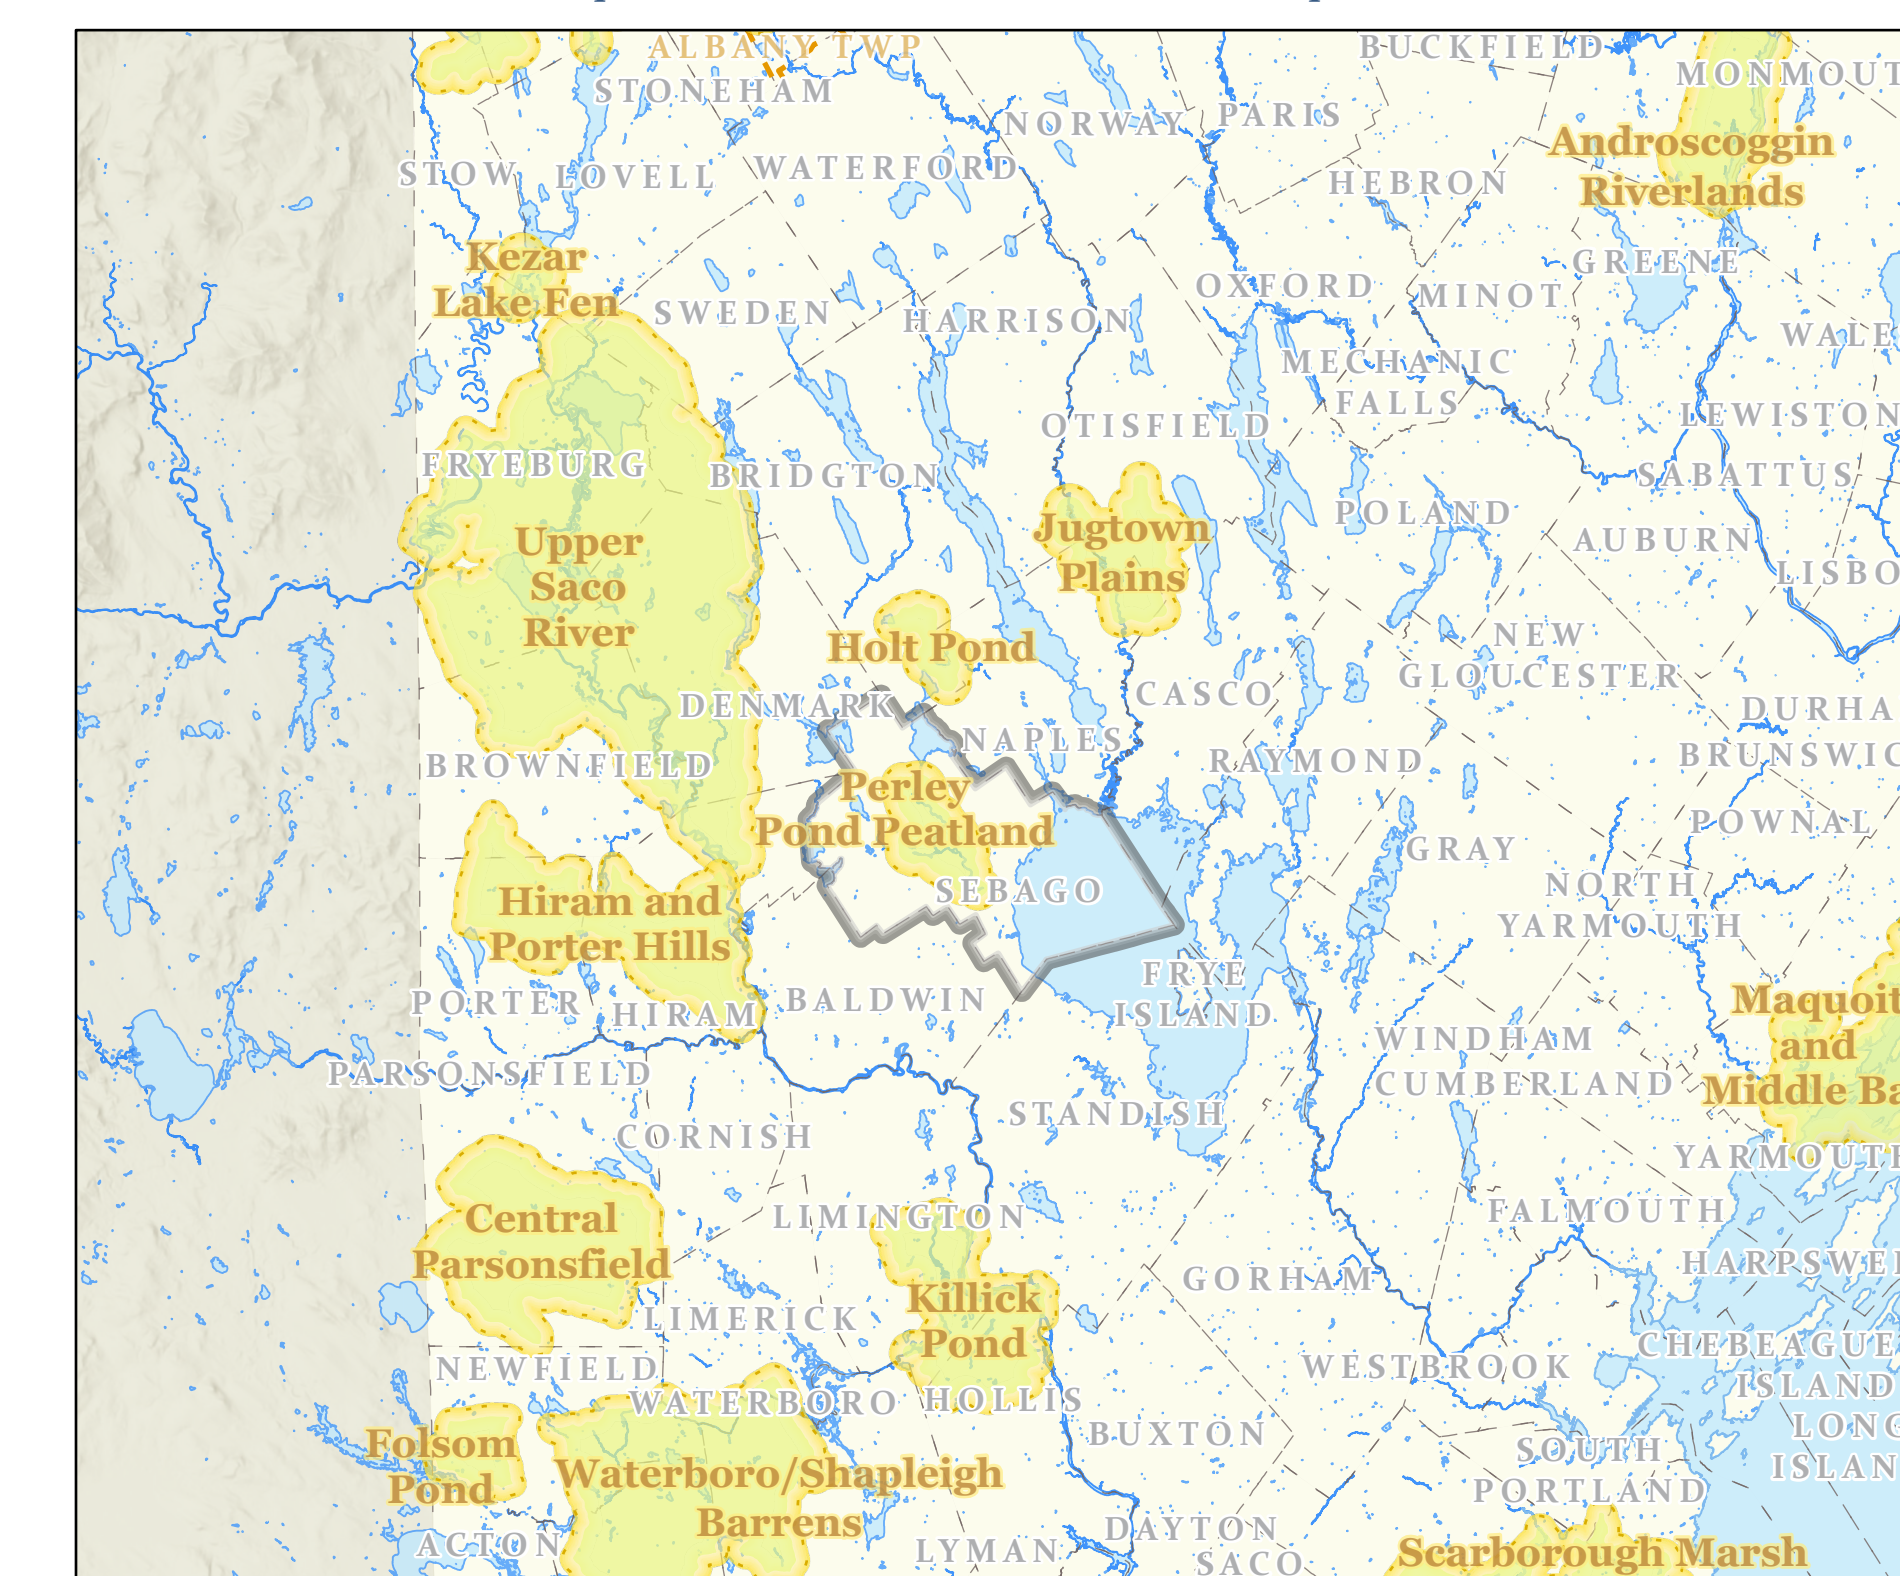 ALBANY TWP
BUCKFIELD
STONEHAM
MONMOUT
NORWAY
PARIS
Androscoggin
Riverlands
STOW
LOVELL
WATERFORD
HEBRON
Kezar
Lake Fen
GREENE
SWEDEN
HARRISON
OXFORD
MINOT
WALE
MECHANIC
FALLS
OTISFIELD
LEWISTON
FRYEBURG
BRIDGTON
SABATTUS
POLAND
AUBURN
Upper
Saco
River
Jugtown
Plains
LISBO
Holt Pond
NEW
GLOUCESTER
DENMARK
CASCO
DURHA
NAPLES
BROWNFIELD
RAYMOND
BRUNSWIC
Perley
Pond Peatland
POWNAL
GRAY
SEBAGO
NORTH
YARMOUTH
Hiram and
Porter Hills
FRYE
ISLAND
PORTER
HIRAM
BALDWIN
Maquoit
and
Middle Ba
WINDHAM
PARSONSFIELD
CUMBERLAND
STANDISH
CORNISH
YARMOUTH
Central
Parsonsfield
LIMINGTON
FALMOUTH
HARPSWE
GORHAM
Killick
Pond
LIMERICK
CHEBEAGUE
ISLAND
NEWFIELD
WESTBROOK
WATERBORO
HOLLIS
LONG
ISLAN
BUXTON
Folsom
Pond
SOUTH
PORTLAND
Waterboro/Shapleigh
Barrens
ACTON
LYMAN
DAYTON
SACO
Scarborough Marsh